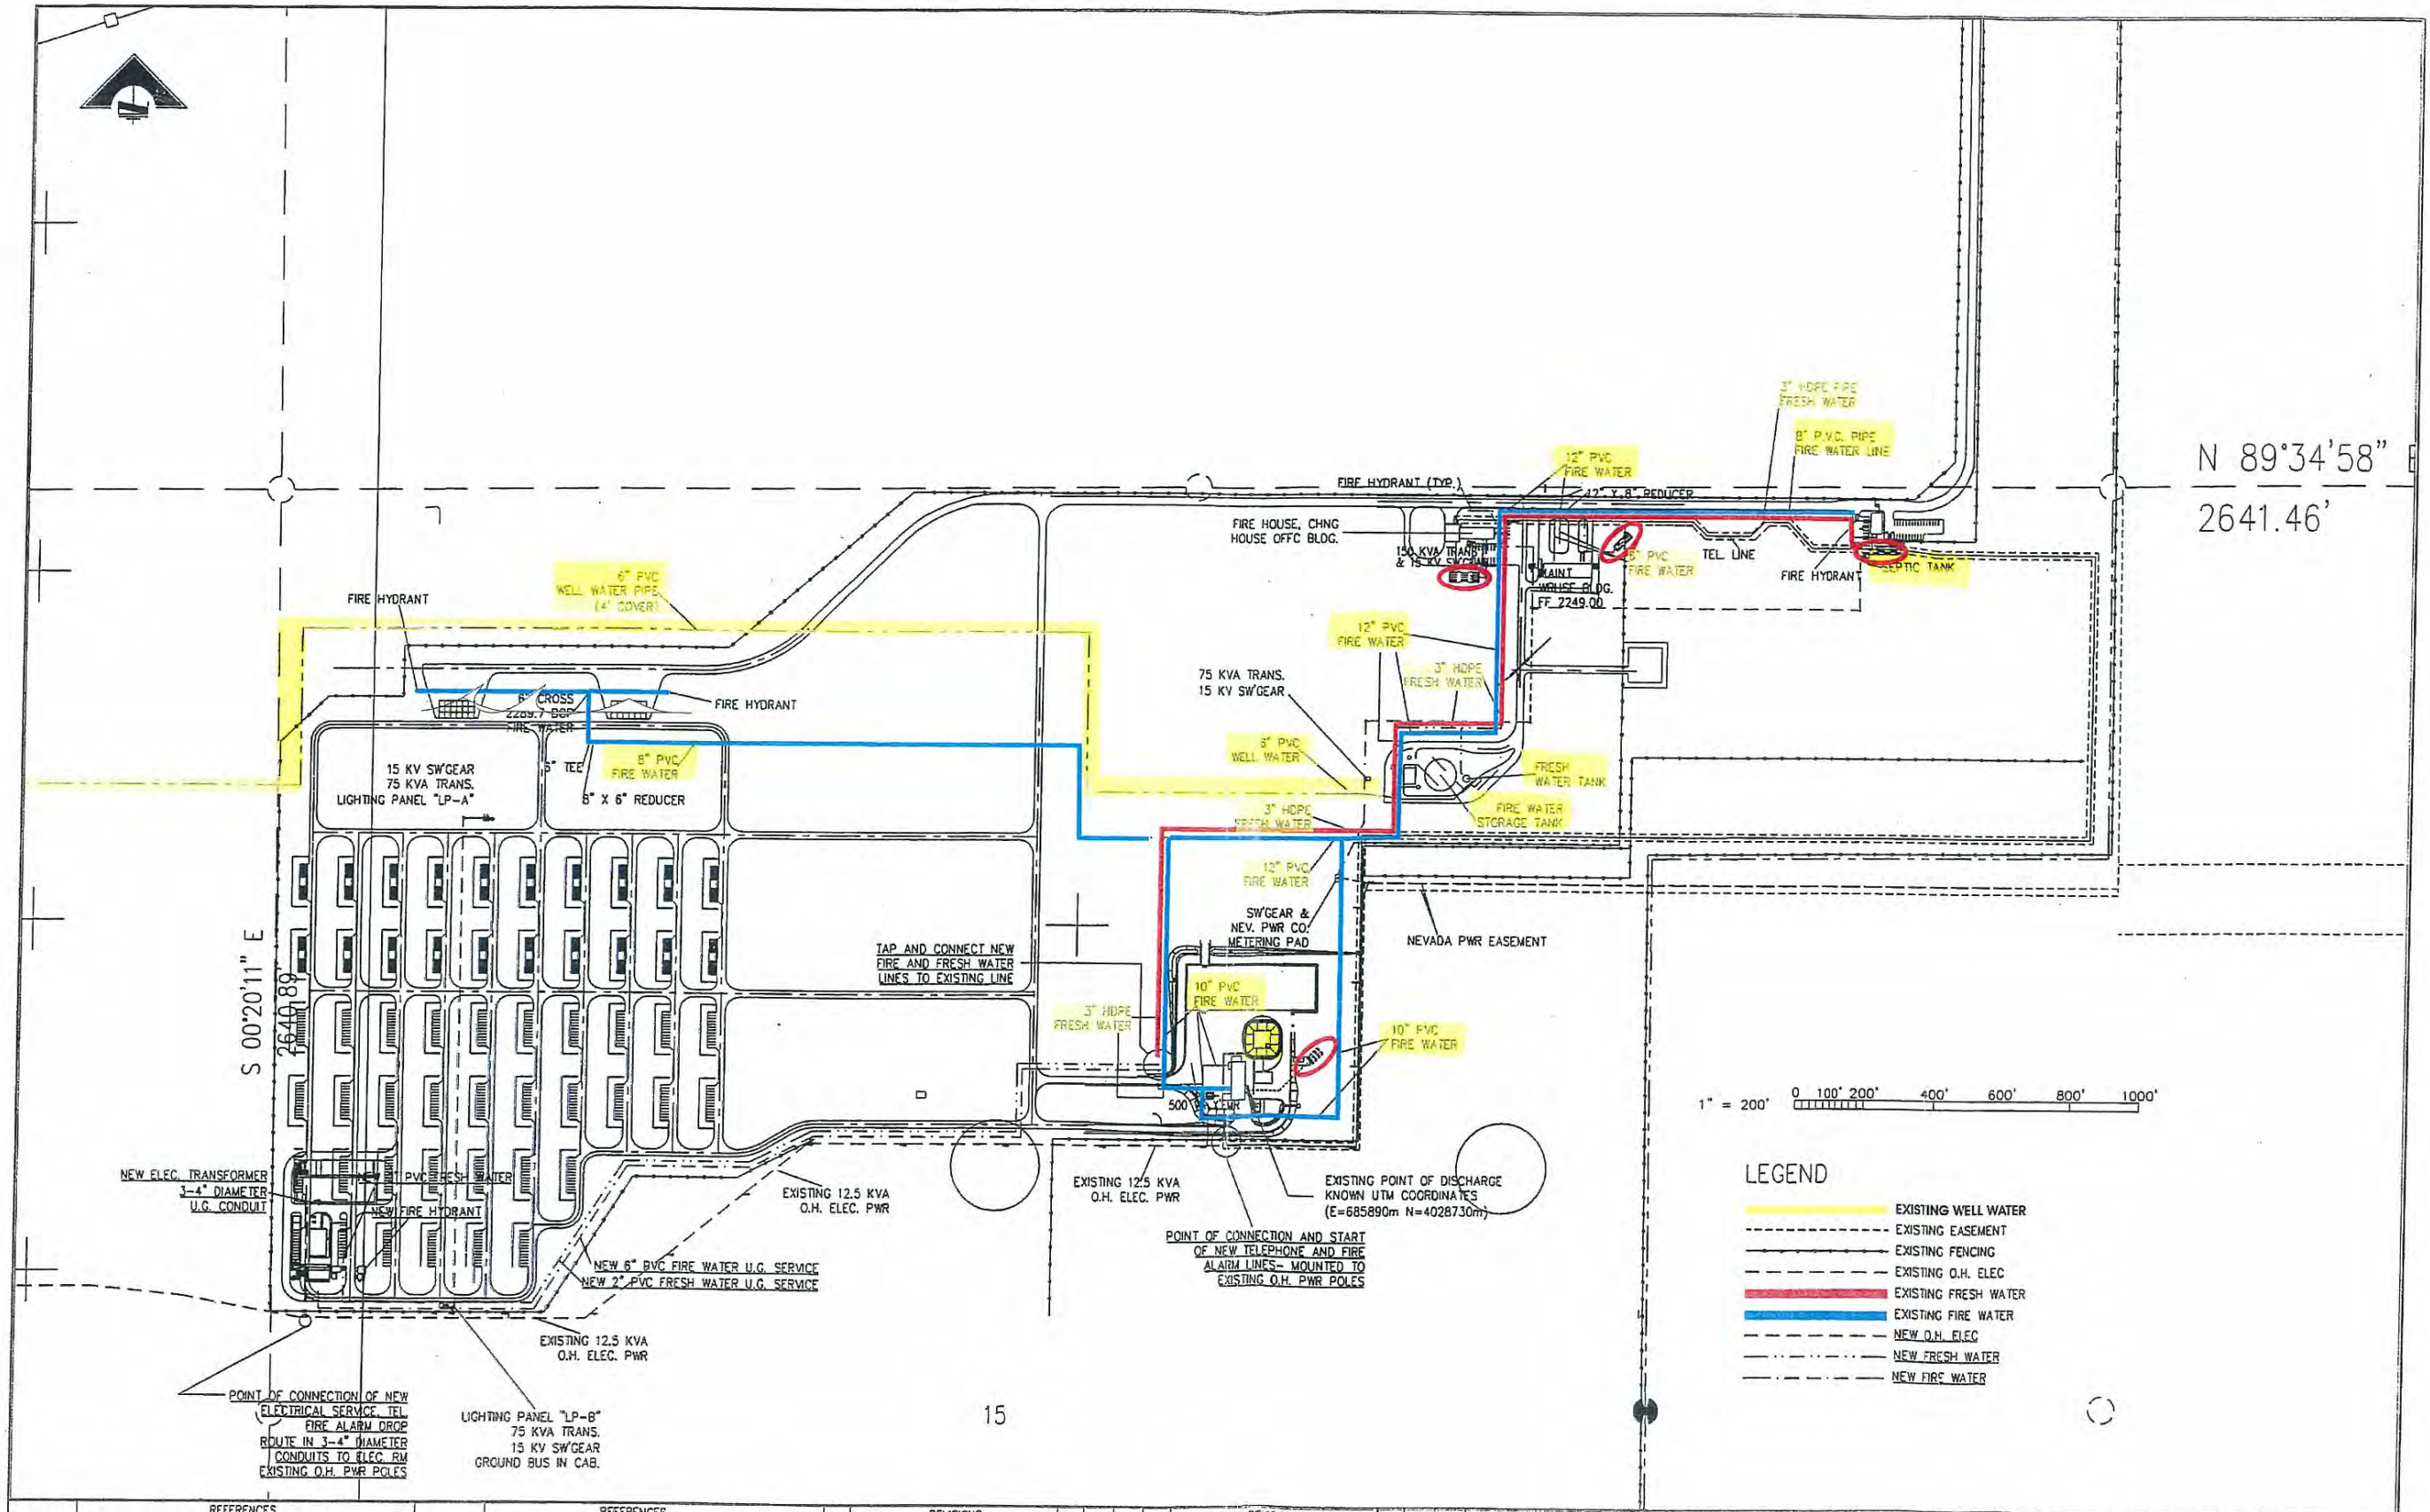 3" HDPE PIPE
FRESH WATER
8" P.V.C. PIPE
FIRE WATER LINE
N 89°34'58" E
2641.46'
12" PVC
FIRE WATER
FIRE HYDRANT (TYP.)
12" X 8" REDUCER
FIRE HOUSE, CHNG
HOUSE OFFC BLDG.
150 KVA TRANS
& 15 KV SW'GEAR
MAINT
WRHSE BLDG.
FF 2249.00
PVC
FIRE WATER
TEL. LINE
FIRE HYDRANT
SEPTIC TANK
6" PVC
WELL WATER PIPE
(4' COVER)
FIRE HYDRANT
12" PVC
FIRE WATER
3" HDPE
FRESH WATER
75 KVA TRANS.
15 KV SW'GEAR
6" CROSS
FIRE WATER
FIRE HYDRANT
6" PVC
WELL WATER
8" PVC
FIRE WATER
15 KV SW'GEAR
75 KVA TRANS.
LIGHTING PANEL "LP-A"
TEE
8" X 6" REDUCER
FRESH
WATER TANK
FIRE WATER
STORAGE TANK
3" HDPE
FRESH WATER
12" PVC
FIRE WATER
SW'GEAR &
NEV. PWR CO.
METERING PAD
NEVADA PWR EASEMENT
TAP AND CONNECT NEW
FIRE AND FRESH WATER
LINES TO EXISTING LINE
S 00°20'11" E
2640.89'
10" PVC
FIRE WATER
3" HDPE
FRESH WATER
10" PVC
FIRE WATER
500
1" = 200'
0 100' 200' 400' 600' 800' 1000'
NEW ELEC. TRANSFORMER
3-4" DIAMETER
U.G. CONDUIT
NEW PVC FRESH WATER
NEW FIRE HYDRANT
EXISTING 12.5 KVA
O.H. ELEC. PWR
EXISTING 12.5 KVA
O.H. ELEC. PWR
EXISTING POINT OF DISCHARGE
KNOWN UTM COORDINATES
(E=685890m N=4028730m)
POINT OF CONNECTION AND START
OF NEW TELEPHONE AND FIRE
ALARM LINES- MOUNTED TO
EXISTING O.H. PWR POLES
NEW 6" PVC FIRE WATER U.G. SERVICE
NEW 2" PVC FRESH WATER U.G. SERVICE
EXISTING 12.5 KVA
O.H. ELEC. PWR
POINT OF CONNECTION OF NEW
ELECTRICAL SERVICE, TEL.
FIRE ALARM DROP
ROUTE IN 3-4" DIAMETER
CONDUITS TO ELEC. RM
EXISTING O.H. PWR POLES
LIGHTING PANEL "LP-B"
75 KVA TRANS.
15 KV SW'GEAR
GROUND BUS IN CAB.
15
LEGEND
EXISTING WELL WATER
EXISTING EASEMENT
EXISTING FENCING
EXISTING O.H. ELEC
EXISTING FRESH WATER
EXISTING FIRE WATER
NEW O.H. ELEC
NEW FRESH WATER
NEW FIRE WATER
REFERENCES
REFERENCES
REVISIONS